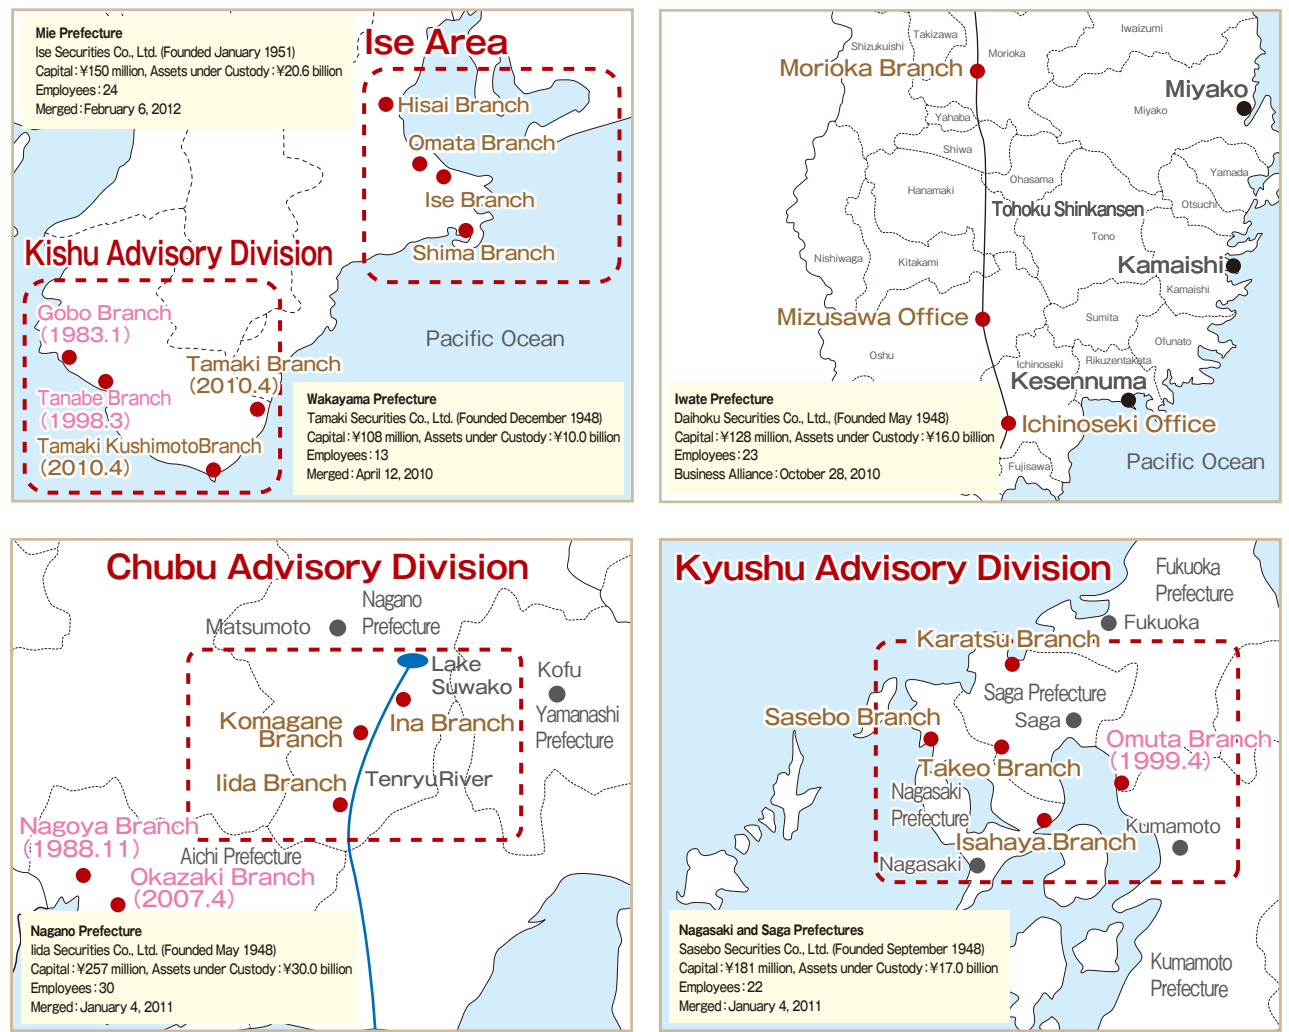 Mie Prefecture
Ise Securities Co., Ltd. (Founded January 1951)
Capital:¥150 million, Assets under Custody:¥20.6 billion
Employees:24
Merged:February 6, 2012
Ise Area
Hisai Branch
Omata Branch
Ise Branch
Shima Branch
Kishu Advisory Division
Gobo Branch
(1983.1)
Tanabe Branch
(1998.3)
Tamaki Branch
(2010.4)
Tamaki KushimotoBranch
(2010.4)
Pacific Ocean
Wakayama Prefecture
Tamaki Securities Co., Ltd. (Founded December 1948)
Capital:¥108 million, Assets under Custody:¥10.0 billion
Employees:13
Merged:April 12, 2010
Takizawa
Shizukuishi
Morioka
Iwaizumi
Morioka Branch
Miyako
Miyako
Yahaba
Shiwa
Ohasama
Yamada
Hanamaki
Otsuchi
Tohoku Shinkansen
Tono
Nishiwaga
Kitakami
Kamaishi
Kamaishi
Mizusawa Office
Sumita
Ofunato
Oshu
Ichinoseki
Rikuzentakata
Kesennuma
Ichinoseki Office
Fujisawa
Pacific Ocean
Iwate Prefecture
Daihoku Securities Co., Ltd., (Founded May 1948)
Capital:¥128 million, Assets under Custody:¥16.0 billion
Employees:23
Business Alliance:October 28, 2010
Chubu Advisory Division
Nagano
Prefecture
Matsumoto
Lake
Suwako
Kofu
Yamanashi
Prefecture
Komagane
Branch
Ina Branch
Iida Branch
TenryuRiver
Nagoya Branch
(1988.11)
Aichi Prefecture
Okazaki Branch
(2007.4)
Nagano Prefecture
Iida Securities Co., Ltd. (Founded May 1948)
Capital:¥257 million, Assets under Custody:¥30.0 billion
Employees:30
Merged:January 4, 2011
Kyushu Advisory Division
Fukuoka
Prefecture
Fukuoka
Karatsu Branch
Saga Prefecture
Saga
Sasebo Branch
Omuta Branch
(1999.4)
Takeo Branch
Nagasaki
Prefecture
Kumamoto
Isahaya.Branch
Nagasaki
Kumamoto
Prefecture
Nagasaki and Saga Prefectures
Sasebo Securities Co., Ltd. (Founded September 1948)
Capital:¥181 million, Assets under Custody:¥17.0 billion
Employees:22
Merged:January 4, 2011